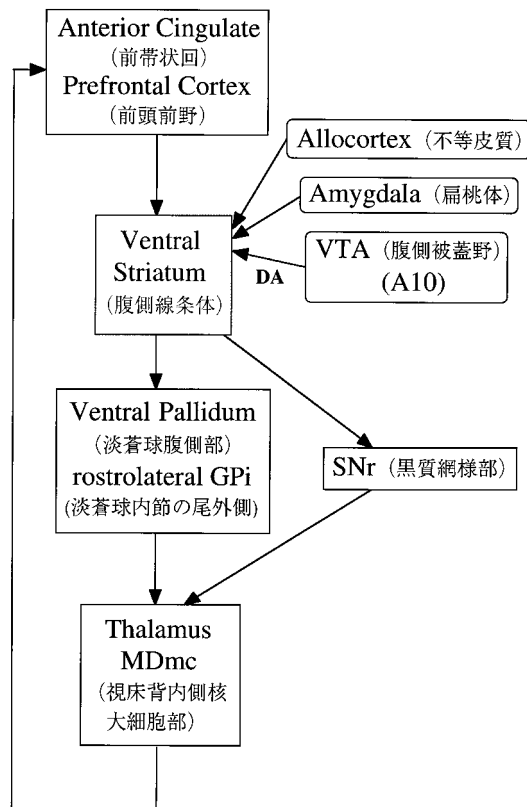 Anterior Cingulate
(前帯状回)
Prefrontal Cortex
(前頭前野)
Allocortex (不等皮質)
Amygdala (扁桃体)
VTA (腹側被蓋野)
(A10)
DA
Ventral
Striatum
(腹側線条体)
Ventral Pallidum
(淡蒼球腹側部)
rostrolateral GPi
(淡蒼球内節の尾外側)
SNr (黒質網様部)
Thalamus
MDmc
(視床背内側核
大細胞部)